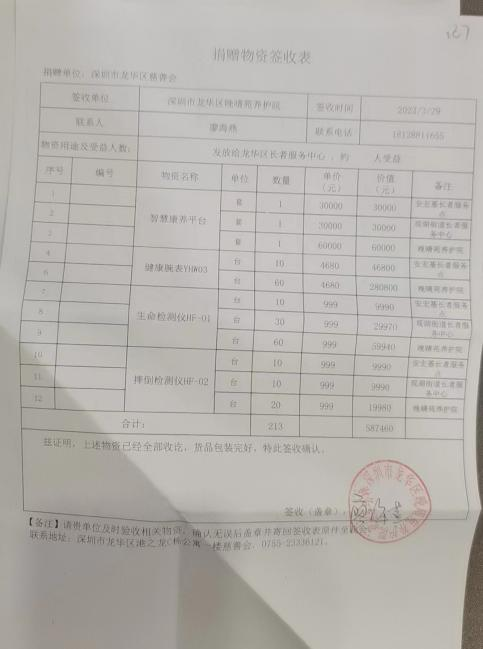 127
捐赠物资签收表
捐赠单位：深圳市龙华区慈善会
签收单位 深圳市龙华区晚晴苑养护院 签收时间 2023/3/29
联系人 廖海燕 联系电话 18128811655
物资用途及受益人数： 发放给龙华区长者服务中心，约 人受益
序号 编号 物资名称 单位 数量 单价（元） 价值（元） 备注
1 智慧康养平台 套 1 30000 30000 安宏基长者服务点
2 套 1 30000 30000 观湖街道长者服务中心
3 套 1 60000 60000 晚晴苑养护院
4 健康腕表YHW03 台 10 4680 46800 安宏基长者服务点
6 台 60 4680 280800 晚晴苑养护院
7 生命检测仪HF-01 台 10 999 9990 安宏基长者服务点
8 台 30 999 29970 观湖街道长者服务中心
9 台 60 999 59940 晚晴苑养护院
10 摔倒检测仪HF-02 台 10 999 9990 安宏基长者服务点
11 台 10 999 9990 观湖街道长者服务中心
12 台 20 999 19980 晚晴苑养护院
合计： 213 587460
兹证明，上述物资已经全部收讫，货品包装完好，特此签收确认。
签收（盖章）：
【备注】请贵单位及时验收相关物资，确认无误后盖章并寄回签收表原件至
联系地址：深圳市龙华区港之龙C栋公寓一楼慈善会，0755-23336121。